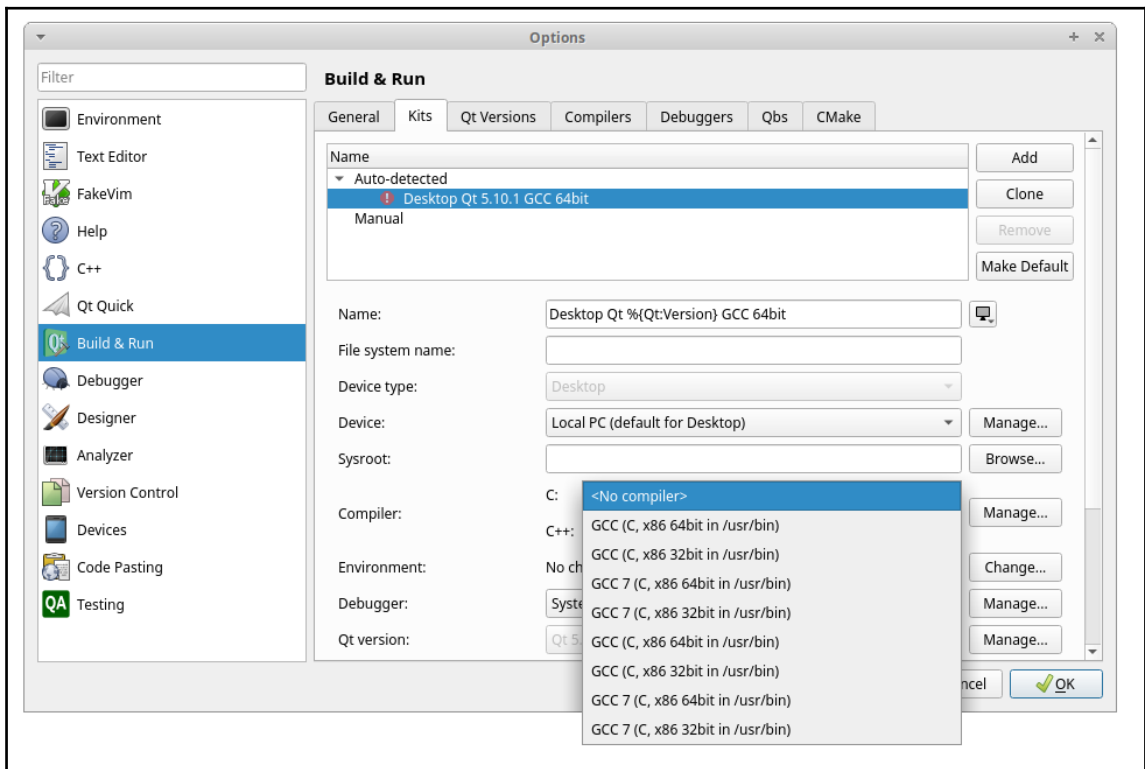 Options
Filter
Build & Run
Environment
Text Editor
FakeVim
Help
C++
Qt Quick
Build & Run
Debugger
Designer
Analyzer
Version Control
Devices
Code Pasting
QA Testing
General Kits Qt Versions Compilers Debuggers Qbs CMake
Name
Auto-detected
Desktop Qt 5.10.1 GCC 64bit
Manual
Add
Clone
Remove
Make Default
Name: Desktop Qt %{Qt:Version} GCC 64bit
File system name:
Device type: Desktop
Device: Local PC (default for Desktop) Manage...
Sysroot: Browse...
Compiler: C: Manage...
C++:
<No compiler>
GCC (C, x86 64bit in /usr/bin)
GCC (C, x86 32bit in /usr/bin)
GCC 7 (C, x86 64bit in /usr/bin)
GCC 7 (C, x86 32bit in /usr/bin)
GCC (C, x86 64bit in /usr/bin)
GCC (C, x86 32bit in /usr/bin)
GCC 7 (C, x86 64bit in /usr/bin)
GCC 7 (C, x86 32bit in /usr/bin)
Environment: No ch Change...
Debugger: Syste Manage...
Qt version: Qt 5. Manage...
ncel OK